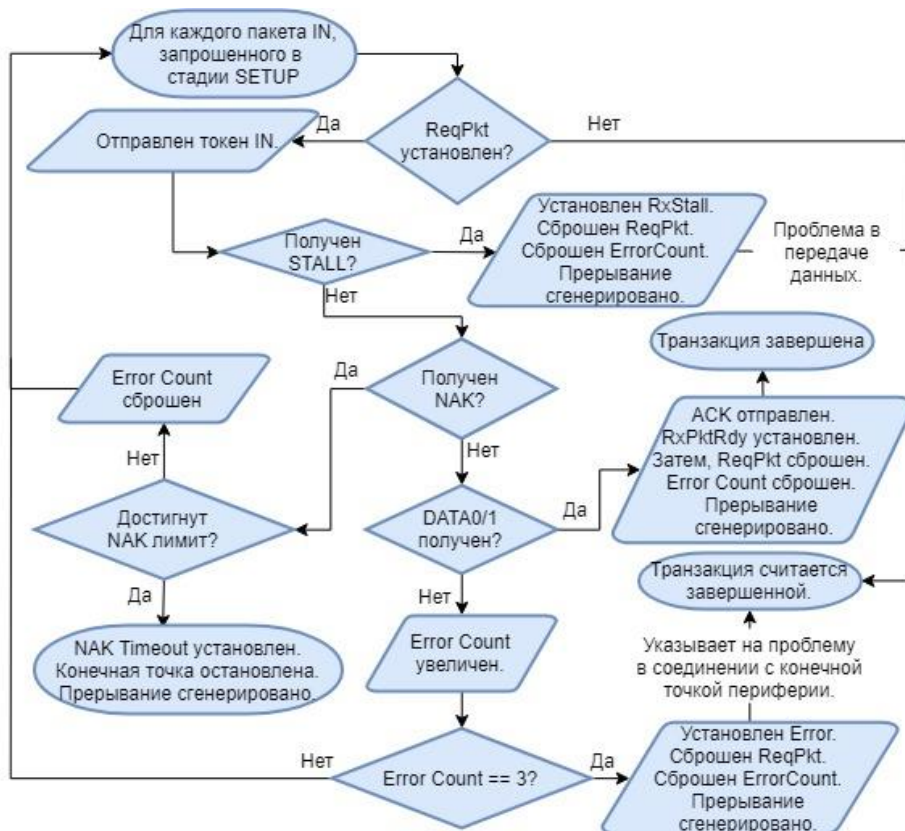 Для каждого пакета IN,
запрошенного в
стадии SETUP
ReqPkt
установлен?
Да
Нет
Отправлен токен IN.
Получен
STALL?
Да
Нет
Установлен RxStall.
Сброшен ReqPkt.
Сброшен ErrorCount.
Прерывание
сгенерировано.
Проблема в
передаче
данных.
Транзакция завершена
Error Count
сброшен
Да
Получен
NAK?
Нет
Нет
ACK отправлен.
RxPktRdy установлен.
Затем, ReqPkt сброшен.
Error Count сброшен.
Прерывание
сгенерировано.
Достигнут
NAK лимит?
Да
DATA0/1
получен?
Да
Нет
Транзакция считается
завершенной.
NAK Timeout установлен.
Конечная точка остановлена.
Прерывание сгенерировано.
Error Count
увеличен.
Указывает на проблему
в соединении с конечной
точкой периферии.
Нет
Error Count == 3?
Да
Установлен Error.
Сброшен ReqPkt.
Сброшен ErrorCount.
Прерывание
сгенерировано.